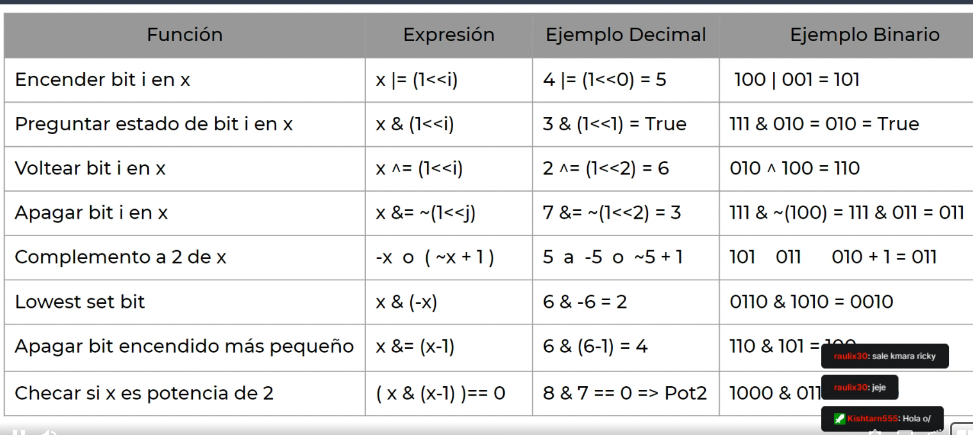 Función Expresión Ejemplo Decimal Ejemplo Binario
Encender bit i en x x |= (1<<i) 4 |= (1<<0) = 5 100 | 001 = 101
Preguntar estado de bit i en x x & (1<<i) 3 & (1<<1) = True 111 & 010 = 010 = True
Voltear bit i en x x ^= (1<<i) 2 ^= (1<<2) = 6 010 ^ 100 = 110
Apagar bit i en x x &= ~(1<<j) 7 &= ~(1<<2) = 3 111 & ~(100) = 111 & 011 = 011
Complemento a 2 de x -x o ( ~x + 1 ) 5 a -5 o ~5 + 1 101 011 010 + 1 = 011
Lowest set bit x & (-x) 6 & -6 = 2 0110 & 1010 = 0010
Apagar bit encendido más pequeño x &= (x-1) 6 & (6-1) = 4 110 & 101 = 100
raulix30: sale kmara ricky
Checar si x es potencia de 2 ( x & (x-1) )== 0 8 & 7 == 0 => Pot2 1000 & 011
raulix30: jeje
Kishtare555: Hola o/